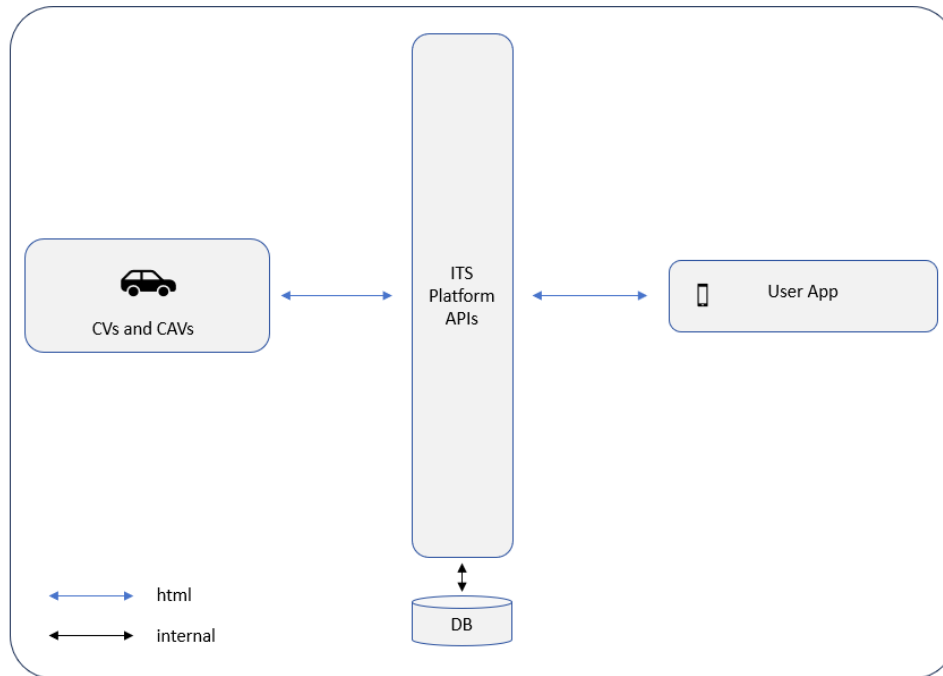 ITS
Platform
APIs
CVs and CAVs
User App
html
internal
DB